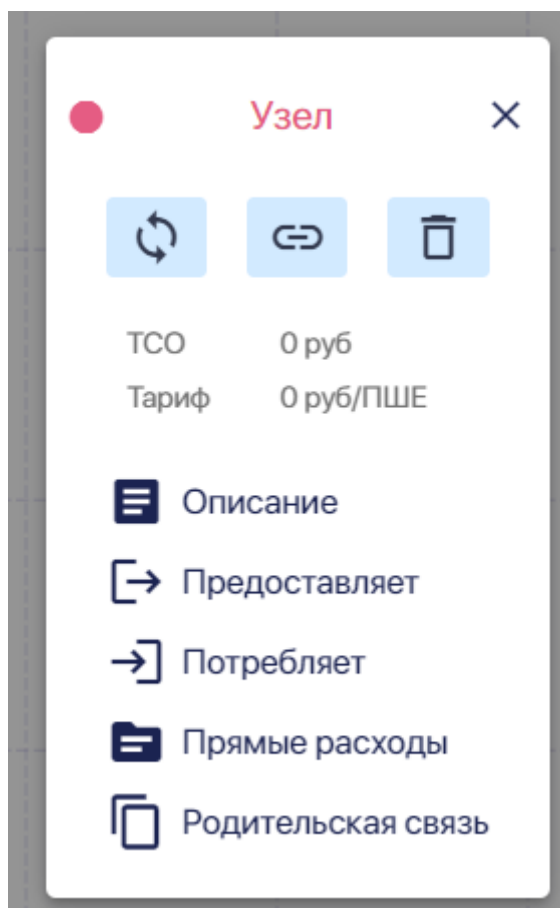 Узел
ТСО 0 руб
Тариф 0 руб/ПШЕ
Описание
Предоставляет
Потребляет
Прямые расходы
Родительская связь